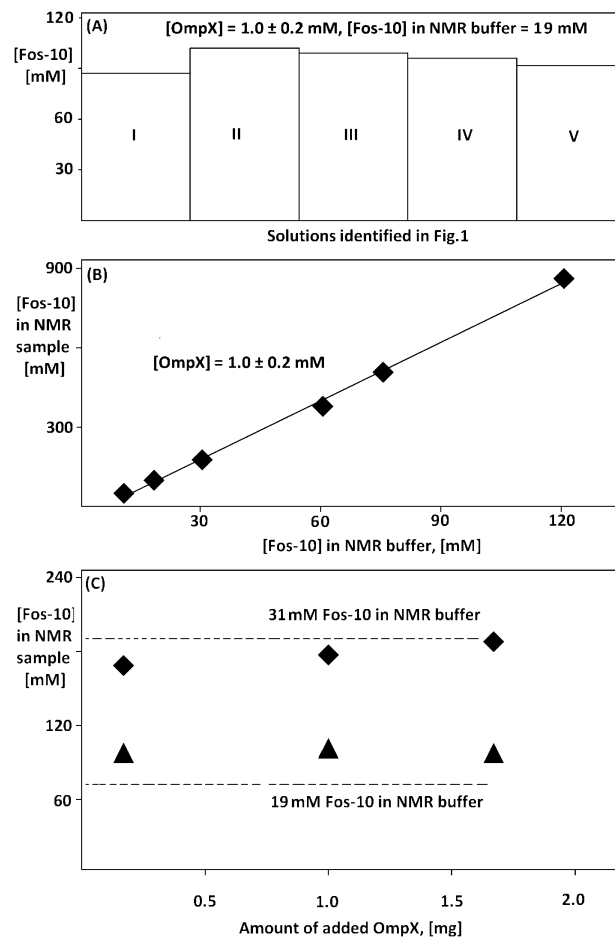 (A)
[OmpX] = 1.0 ± 0.2 mM, [Fos-10] in NMR buffer = 19 mM
120
[Fos-10]
[mM]
60
30
I
II
III
IV
V
Solutions identified in Fig.1
(B)
900
[Fos-10]
in NMR
sample
[mM]
[OmpX] = 1.0 ± 0.2 mM
300
30
60
90
120
[Fos-10] in NMR buffer, [mM]
(C)
240
[Fos-10]
in NMR
sample
[mM]
31 mM Fos-10 in NMR buffer
120
60
19 mM Fos-10 in NMR buffer
0.5
1.0
1.5
2.0
Amount of added OmpX, [mg]